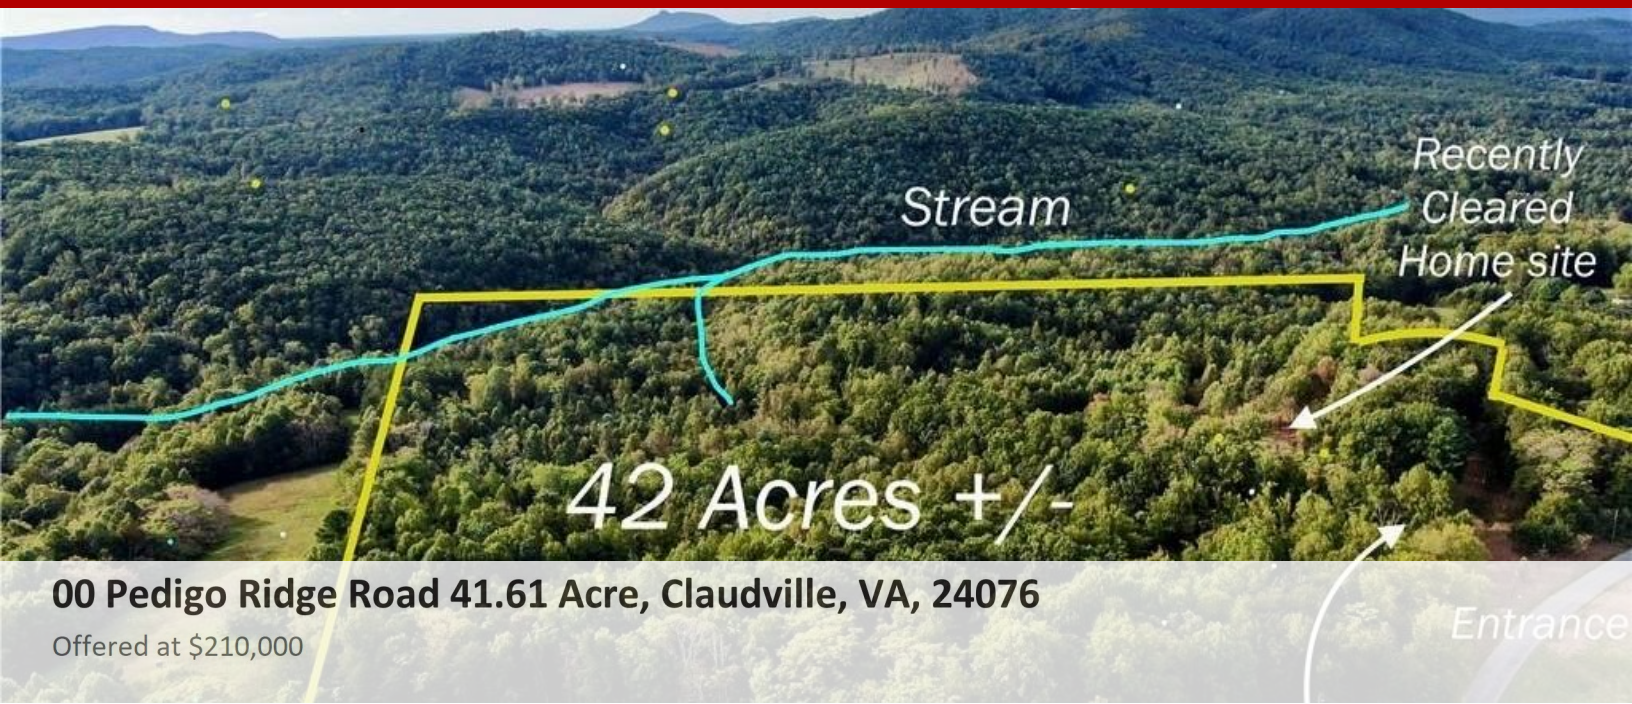 Stream
Recently
Cleared
Home site
42 Acres +/-
00 Pedigo Ridge Road 41.61 Acre, Claudville, VA, 24076
Offered at $210,000
Entrance